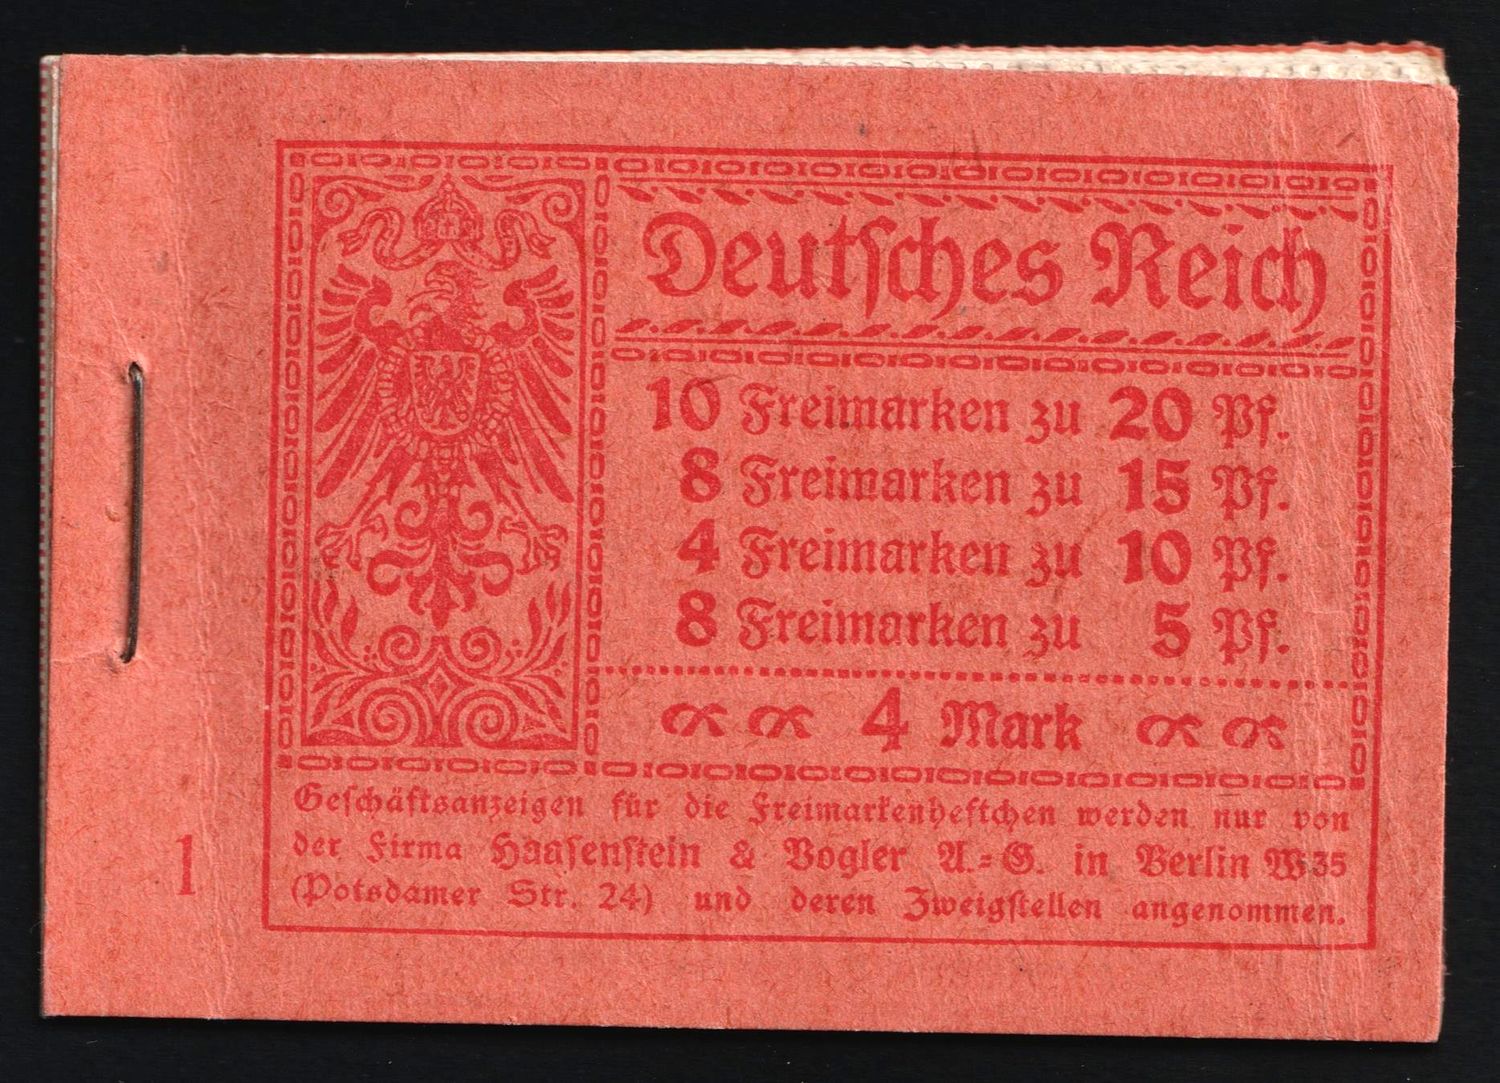 Deutsches Reich
10 Freimarken zu 20 Pf.
8 Freimarken zu 15 Pf.
4 Freimarken zu 10 Pf.
8 Freimarken zu 5 Pf.
4 Mark
Geschäftsanzeigen für die Freimarkenheftchen werden nur von
der Firma Haasenstein & Vogler A.=G. in Berlin W35
(Potsdamer Str. 24) und deren Zweigstellen angenommen.
1